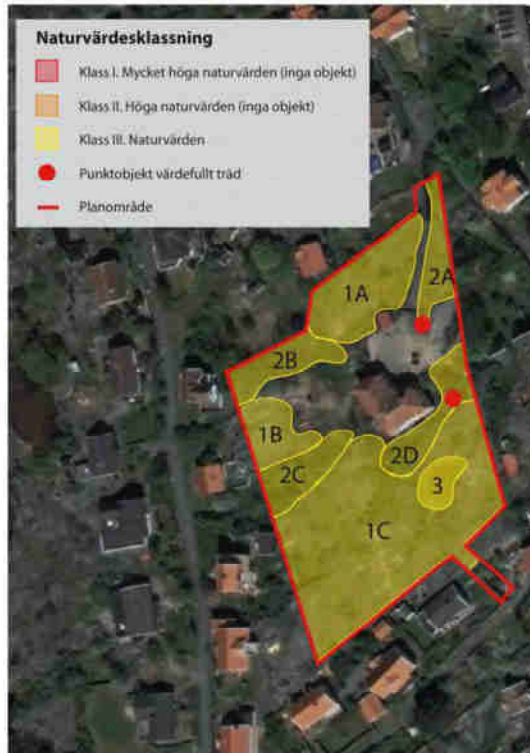 Naturvärdesklassning
Klass I. Mycket höga naturvärden (inga objekt)
Klass II. Höga naturvärden (inga objekt)
Klass III. Naturvärden
Punktobjekt värdefullt träd
Planområde
2A
1A
2B
1B
2C
2D
3
1C